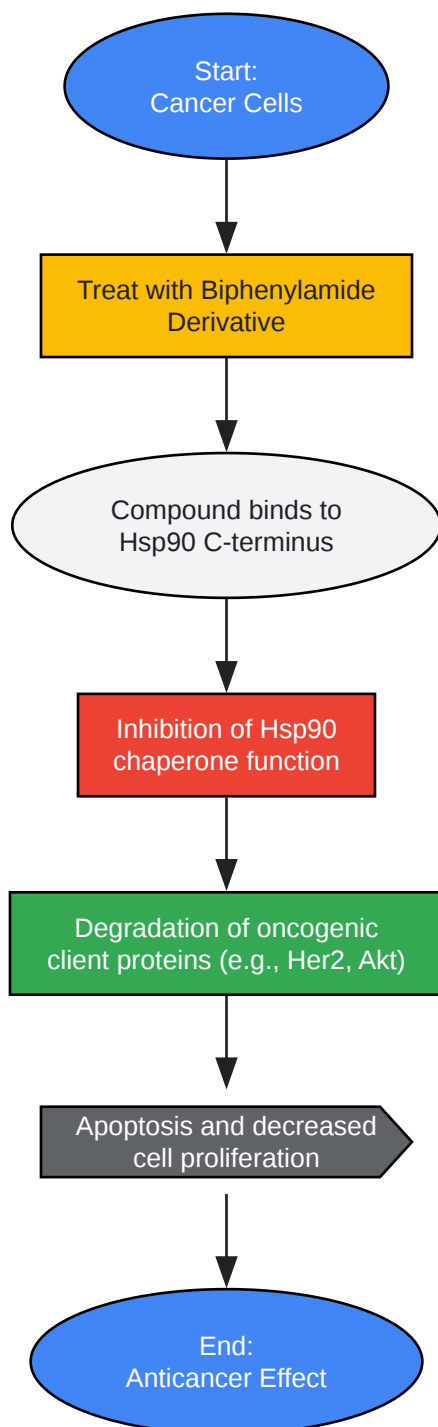 Start:
Cancer Cells
Treat with Biphenylamide
Derivative
Compound binds to
Hsp90 C-terminus
Inhibition of Hsp90
chaperone function
Degradation of oncogenic
client proteins (e.g., Her2, Akt)
Apoptosis and decreased
cell proliferation
End:
Anticancer Effect